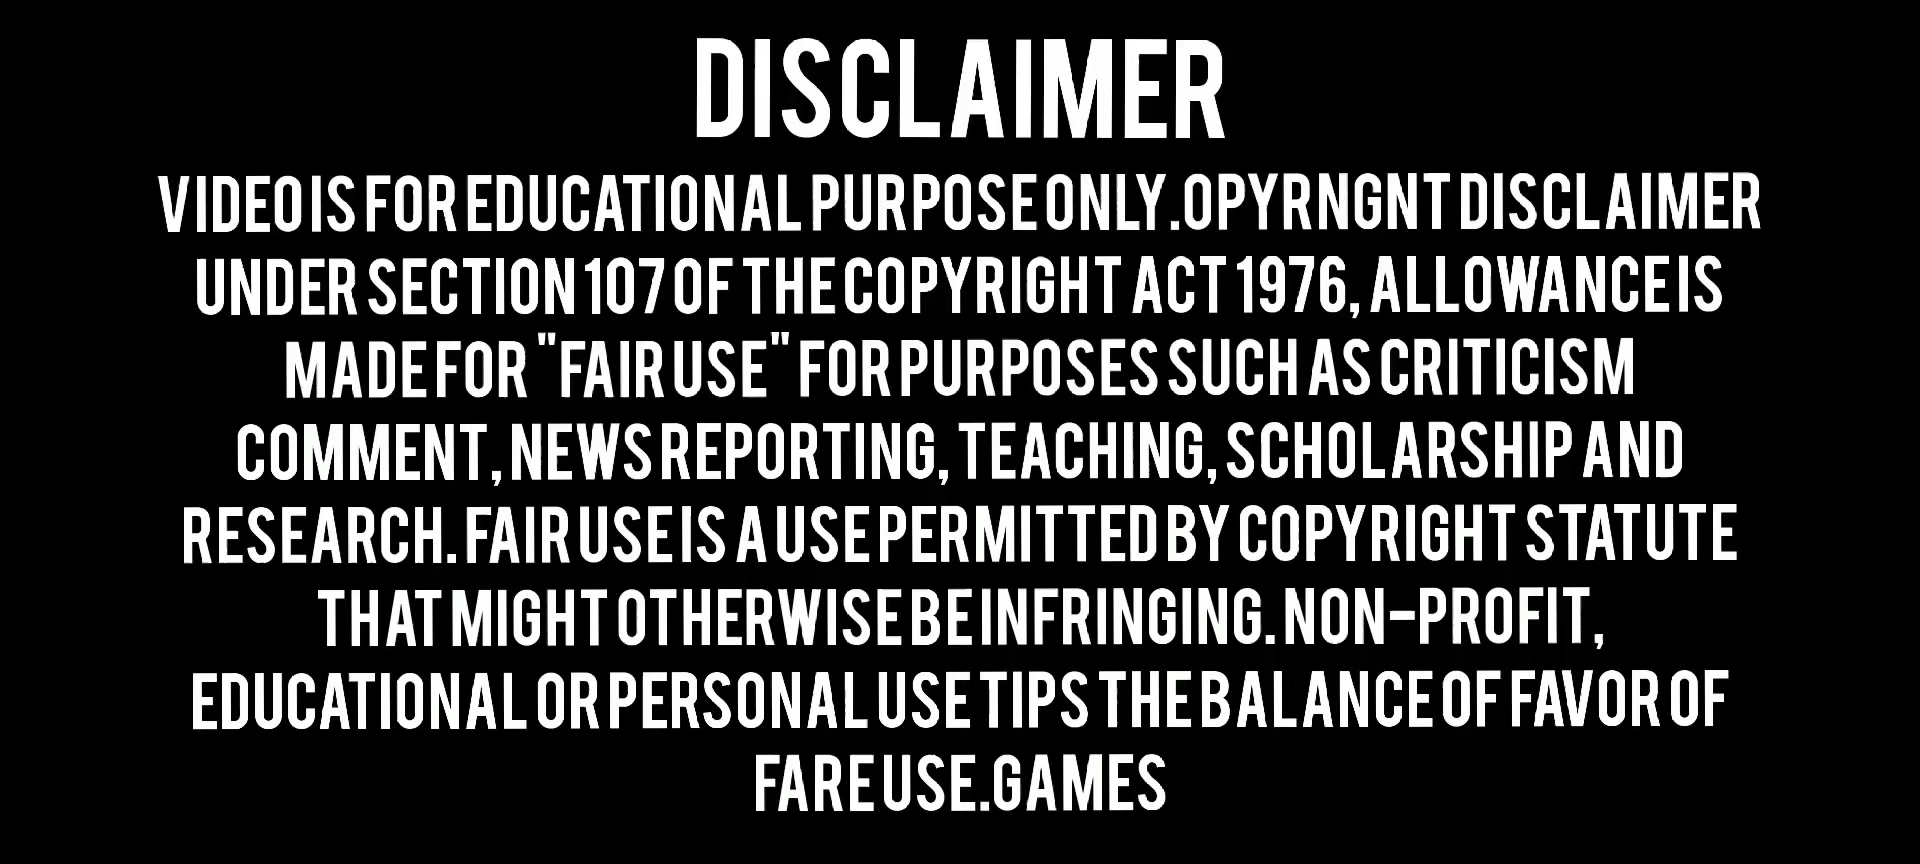 DISCLAIMER
VIDEO IS FOR EDUCATIONAL PURPOSE ONLY.OPYRNGNT DISCLAIMER
UNDER SECTION 107 OF THE COPYRIGHT ACT 1976, ALLOWANCE IS
MADE FOR "FAIR USE" FOR PURPOSES SUCH AS CRITICISM
COMMENT, NEWS REPORTING, TEACHING, SCHOLARSHIP AND
RESEARCH. FAIR USE IS A USE PERMITTED BY COPYRIGHT STATUTE
THAT MIGHT OTHERWISE BE INFRINGING. NON-PROFIT,
EDUCATIONAL OR PERSONAL USE TIPS THE BALANCE OF FAVOR OF
FARE USE.GAMES